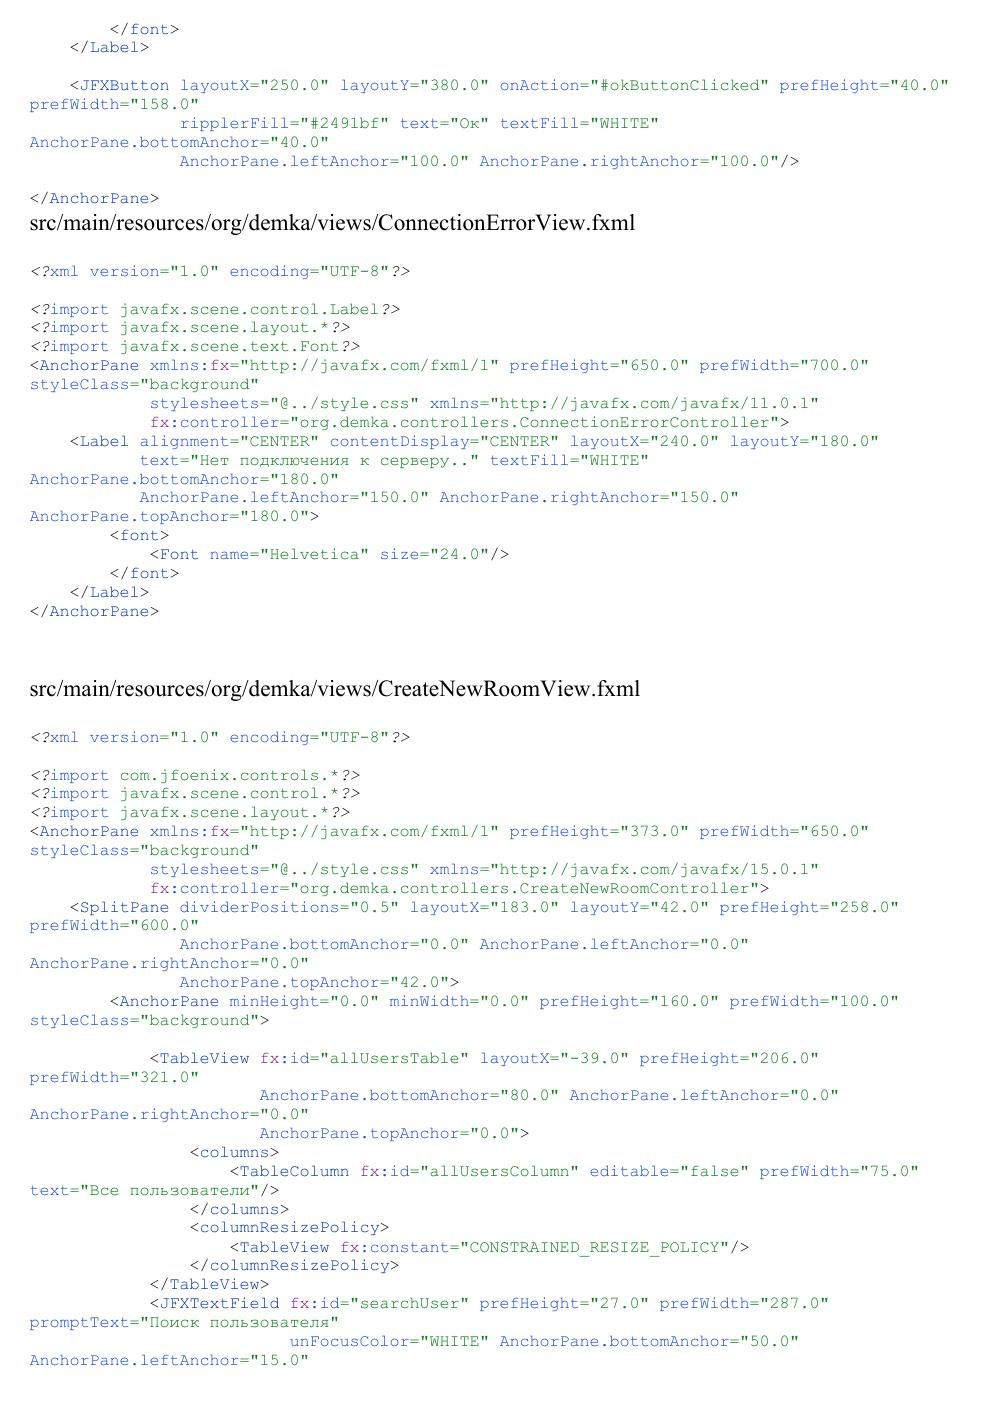 </font>
</Label>
<JFXButton layoutX="250.0" layoutY="380.0" onAction="#okButtonClicked" prefHeight="40.0"
prefWidth="158.0"
ripplerFill="#2491bf" text="Ок" textFill="WHITE"
AnchorPane.bottomAnchor="40.0"
AnchorPane.leftAnchor="100.0" AnchorPane.rightAnchor="100.0"/>
</AnchorPane>
src/main/resources/org/demka/views/ConnectionErrorView.fxml
<?xml version="1.0" encoding="UTF-8"?>
<?import javafx.scene.control.Label?>
<?import javafx.scene.layout.*?>
<?import javafx.scene.text.Font?>
<AnchorPane xmlns:fx="http://javafx.com/fxml/1" prefHeight="650.0" prefWidth="700.0"
styleClass="background"
stylesheets="@../style.css" xmlns="http://javafx.com/javafx/11.0.1"
fx:controller="org.demka.controllers.ConnectionErrorController">
<Label alignment="CENTER" contentDisplay="CENTER" layoutX="240.0" layoutY="180.0"
text="Нет подключения к серверу.." textFill="WHITE"
AnchorPane.bottomAnchor="180.0"
AnchorPane.leftAnchor="150.0" AnchorPane.rightAnchor="150.0"
AnchorPane.topAnchor="180.0">
<font>
<Font name="Helvetica" size="24.0"/>
</font>
</Label>
</AnchorPane>
src/main/resources/org/demka/views/CreateNewRoomView.fxml
<?xml version="1.0" encoding="UTF-8"?>
<?import com.jfoenix.controls.*?>
<?import javafx.scene.control.*?>
<?import javafx.scene.layout.*?>
<AnchorPane xmlns:fx="http://javafx.com/fxml/1" prefHeight="373.0" prefWidth="650.0"
styleClass="background"
stylesheets="@../style.css" xmlns="http://javafx.com/javafx/15.0.1"
fx:controller="org.demka.controllers.CreateNewRoomController">
<SplitPane dividerPositions="0.5" layoutX="183.0" layoutY="42.0" prefHeight="258.0"
prefWidth="600.0"
AnchorPane.bottomAnchor="0.0" AnchorPane.leftAnchor="0.0"
AnchorPane.rightAnchor="0.0"
AnchorPane.topAnchor="42.0">
<AnchorPane minHeight="0.0" minWidth="0.0" prefHeight="160.0" prefWidth="100.0"
styleClass="background">
<TableView fx:id="allUsersTable" layoutX="-39.0" prefHeight="206.0"
prefWidth="321.0"
AnchorPane.bottomAnchor="80.0" AnchorPane.leftAnchor="0.0"
AnchorPane.rightAnchor="0.0"
AnchorPane.topAnchor="0.0">
<columns>
<TableColumn fx:id="allUsersColumn" editable="false" prefWidth="75.0"
text="Все пользователи"/>
</columns>
<columnResizePolicy>
<TableView fx:constant="CONSTRAINED_RESIZE_POLICY"/>
</columnResizePolicy>
</TableView>
<JFXTextField fx:id="searchUser" prefHeight="27.0" prefWidth="287.0"
promptText="Поиск пользователя"
unFocusColor="WHITE" AnchorPane.bottomAnchor="50.0"
AnchorPane.leftAnchor="15.0"